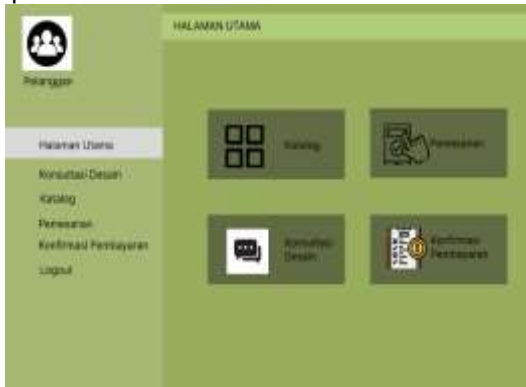 HALAMAN UTAMA
Pelanggan
Halaman Utama
Konsultasi Desain
Katalog
Pemesanan
Konfirmasi Pembayaran
Logout
Katalog
Pemesanan
Konsultasi
Desain
Konfirmasi
Pembayaran